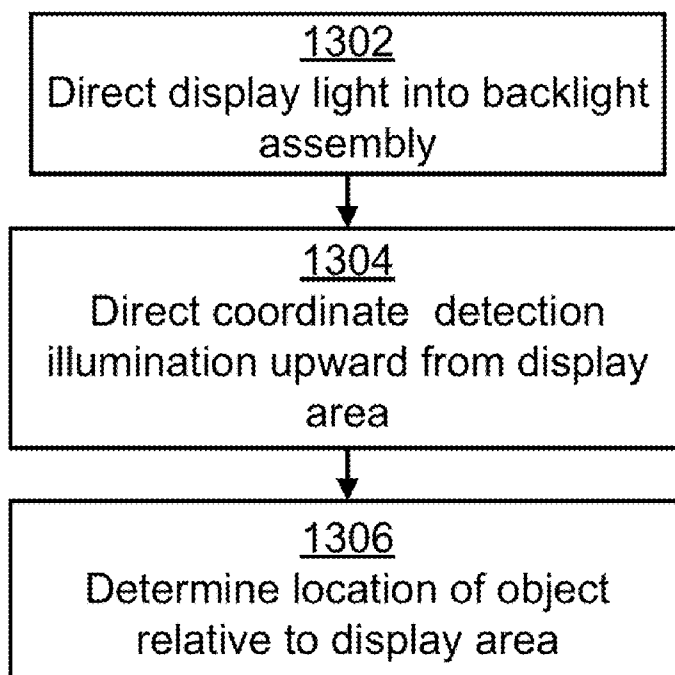 1302
Direct display light into backlight
assembly
1304
Direct coordinate detection
illumination upward from display
area
1306
Determine location of object
relative to display area